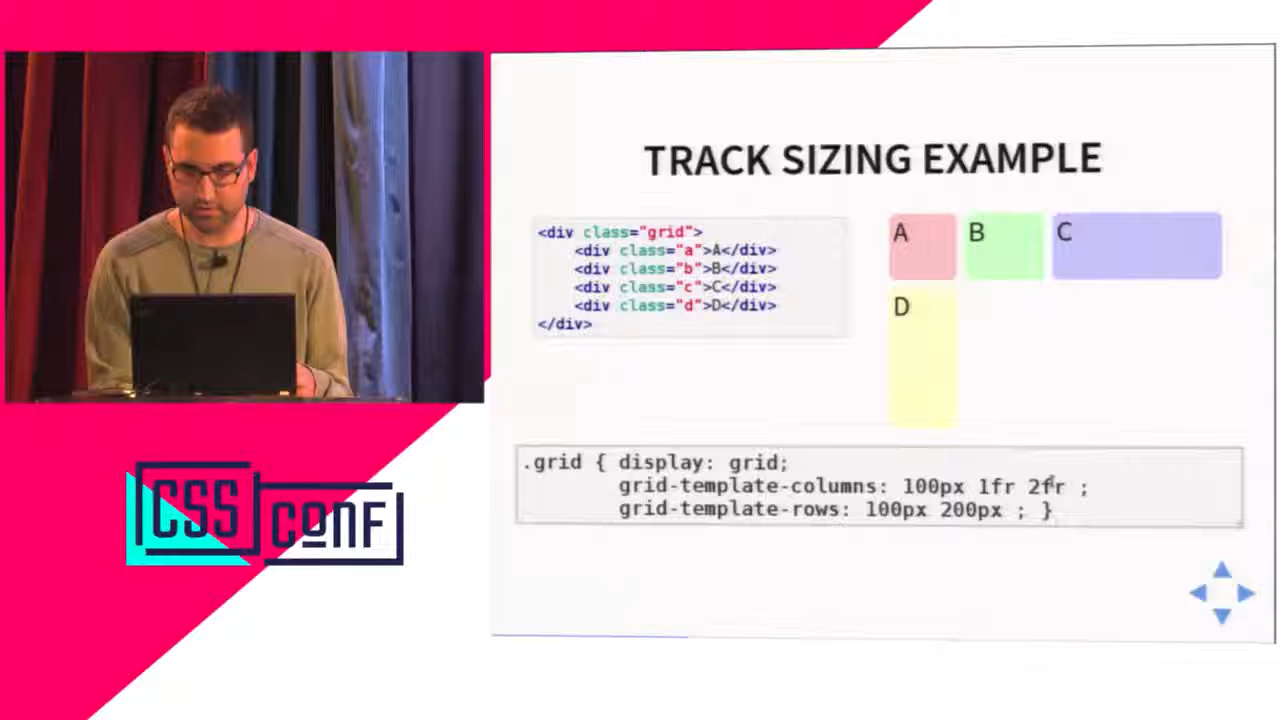 TRACK SIZING EXAMPLE
<div class="grid">
<div class="a">A</div>
<div class="b">B</div>
<div class="c">C</div>
<div class="d">D</div>
</div>
A
B
C
D
.grid { display: grid;
grid-template-columns: 100px 1fr 2fr ;
grid-template-rows: 100px 200px ; }
CSS
CONF